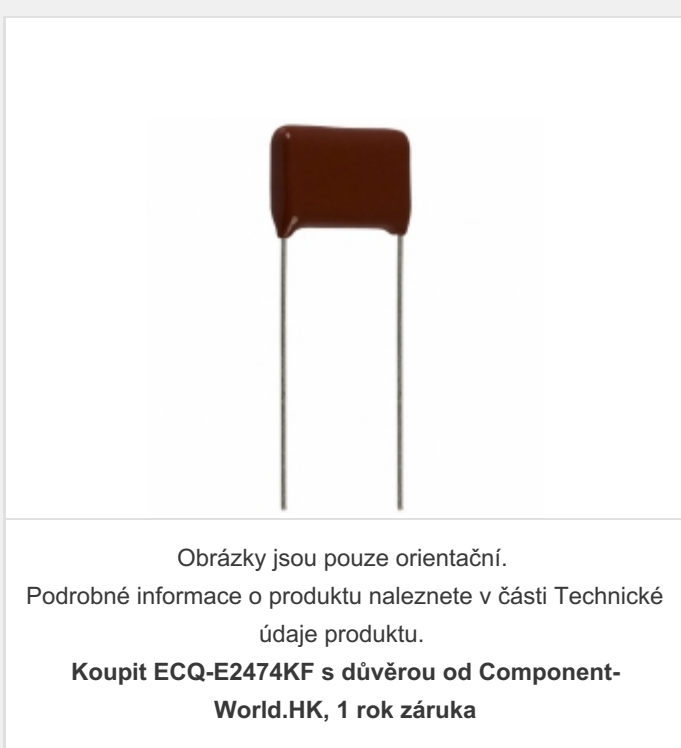 Obrázky jsou pouze orientační.
Podrobné informace o produktu naleznete v části Technické
údaje produktu.
Koupit ECQ-E2474KF s důvěrou od Component-
World.HK, 1 rok záruka